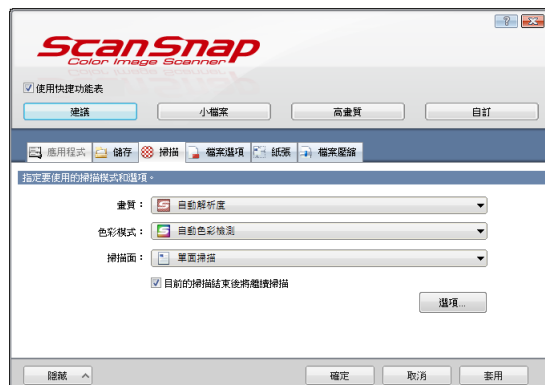 ScanSnap
Color Image Scanner
使用快捷功能表
建議 小檔案 高畫質 自訂
應用程式 儲存 掃描 檔案選項 紙張 檔案壓縮
指定要使用的掃描模式和選項。
畫質： 自動解析度
色彩模式： 自動色彩檢測
掃描面： 單面掃描
目前的掃描結束後將繼續掃描
選項...
隱藏 確定 取消 套用